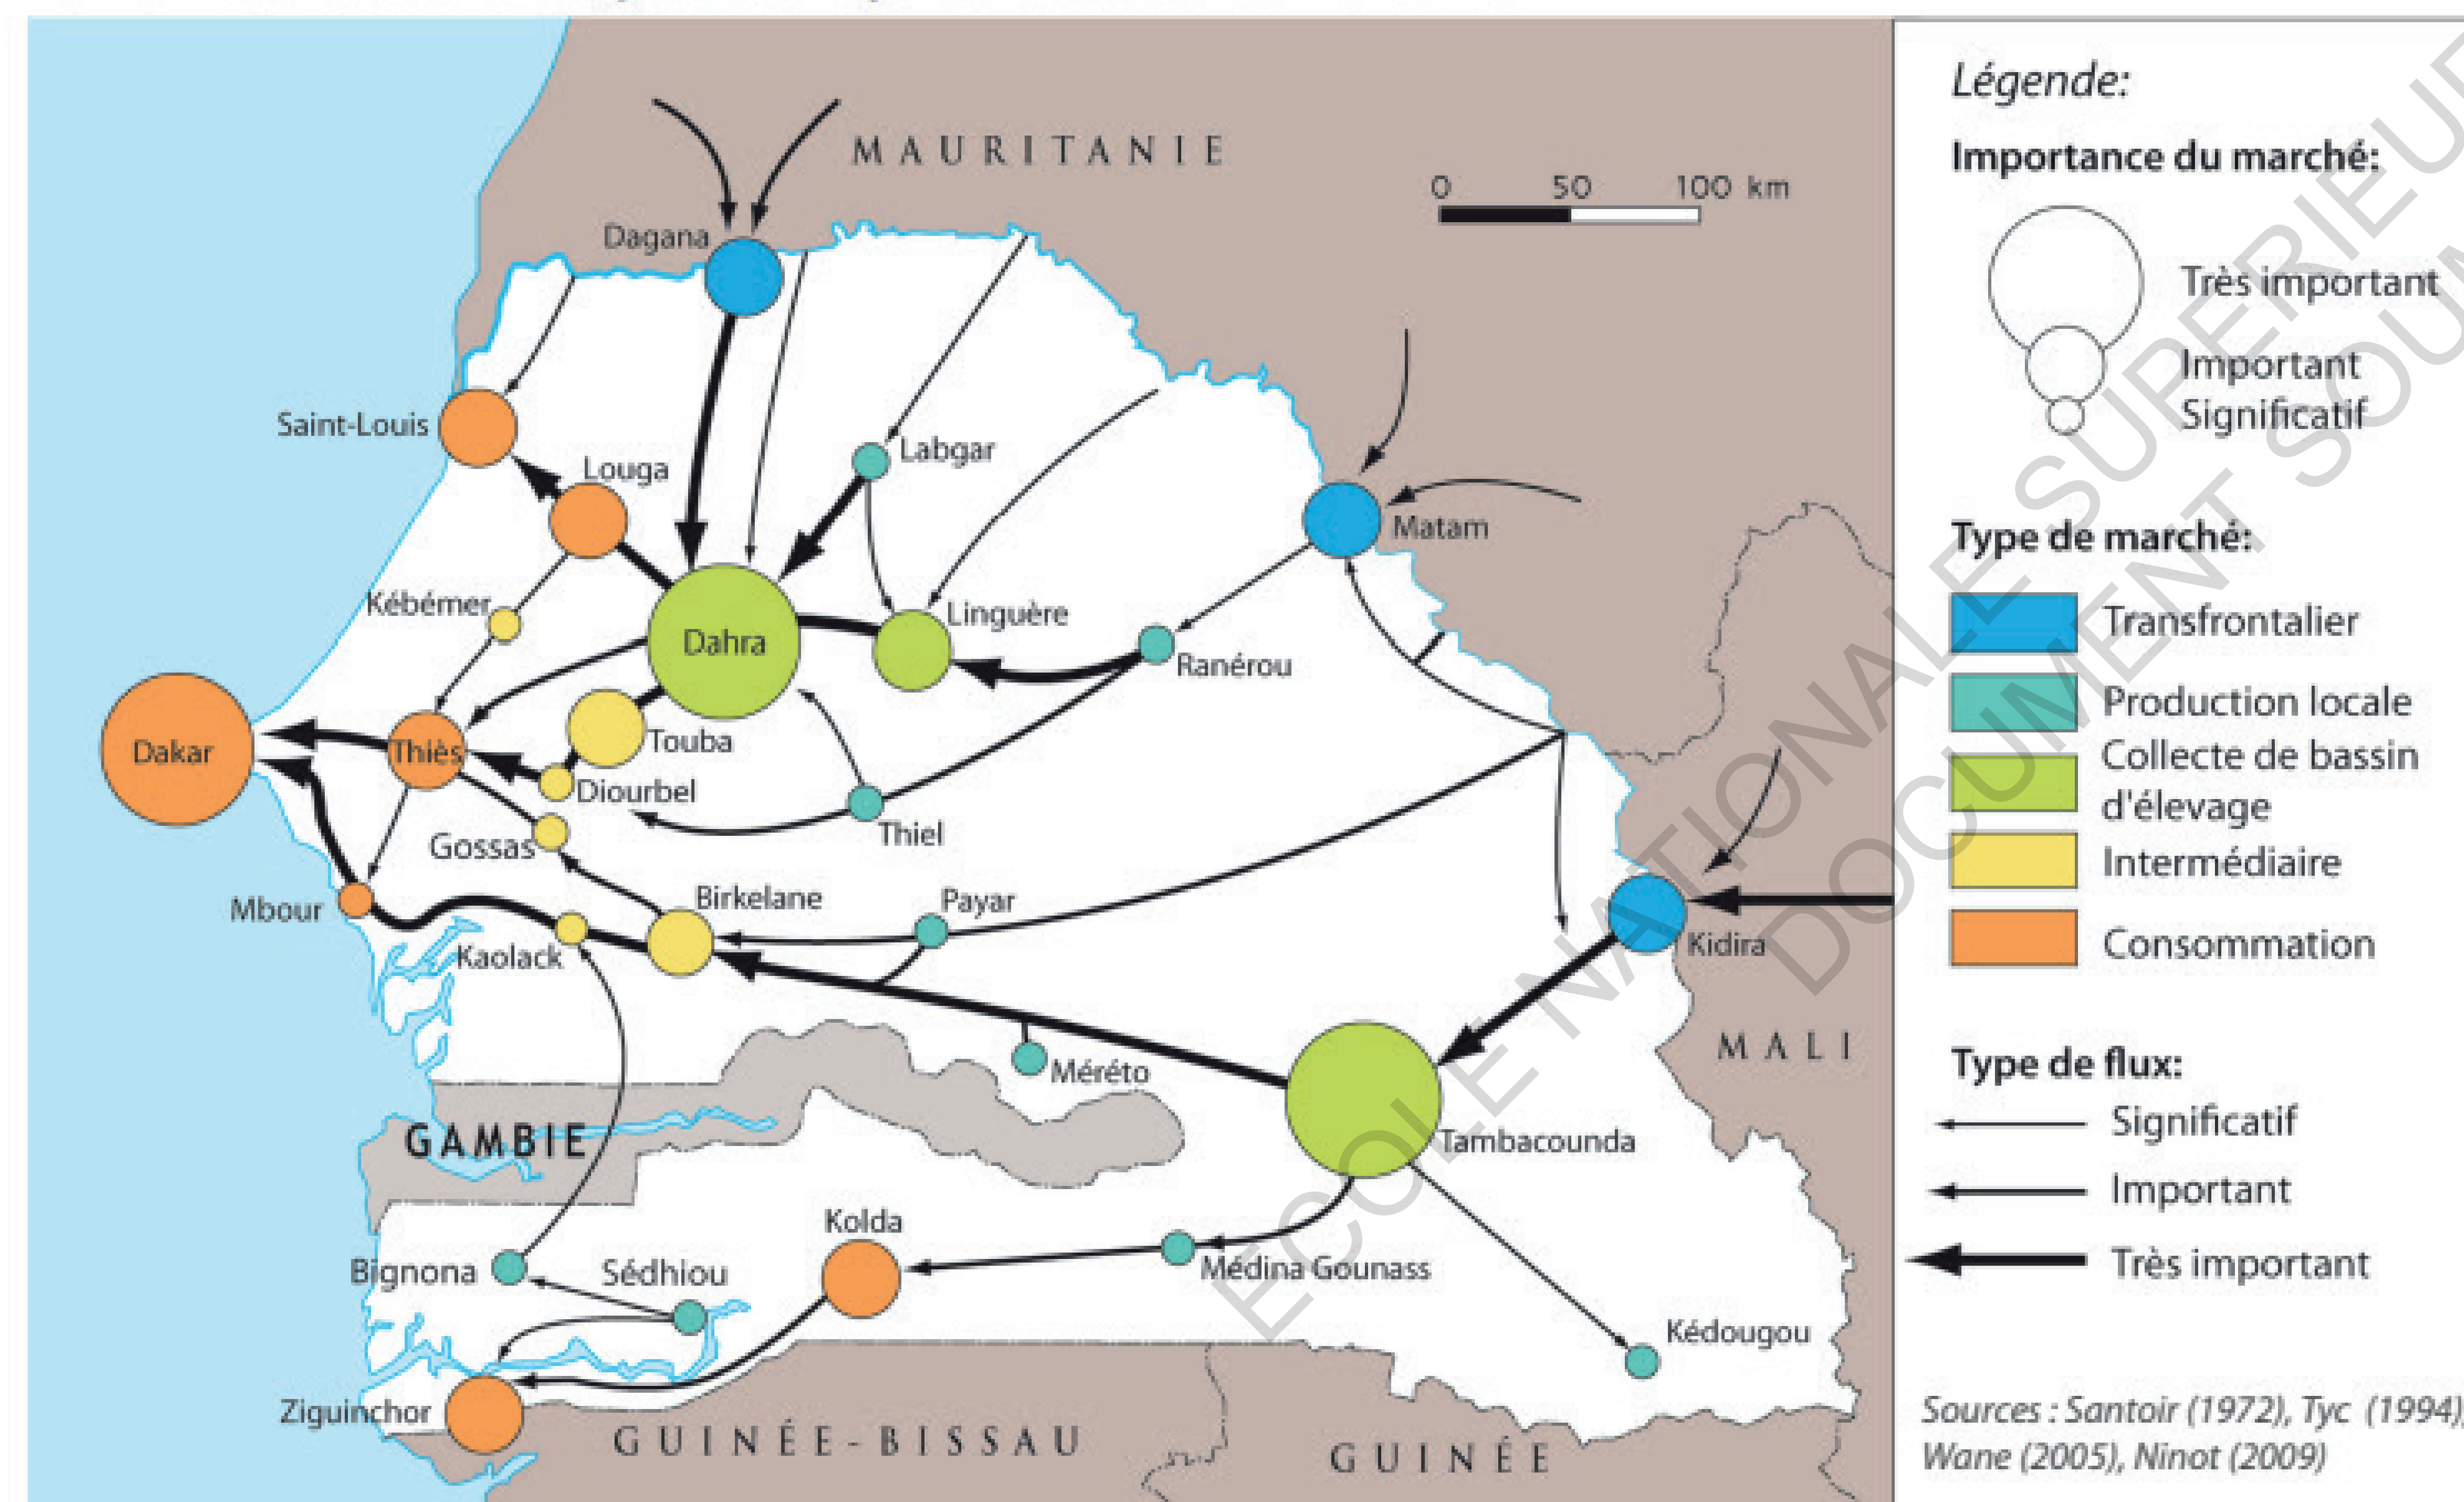 MAURITANIE
0 50 100 km
Dagana
Saint-Louis
Louga
Labgar
Matam
Kébémer
Linguère
Dahra
Ranérou
Dakar
Thiès
Touba
Diourbel
Thiel
Gossas
Mbour
Birkelane
Payar
Kaolack
Kidira
MALI
Méréto
GAMBIE
Tambacounda
Kolda
Bignona
Sédhiou
Médina Gounass
Kédougou
Ziguinchor
GUINÉE-BISSAU
GUINÉE
Légende:
Importance du marché:
Très important
Important
Significatif
Type de marché:
Transfrontalier
Production locale
Collecte de bassin
d'élevage
Intermédiaire
Consommation
Type de flux:
Significatif
Important
Très important
Sources : Santoir (1972), Tyc (1994),
Wane (2005), Ninot (2009)
ECOLE NATIONALE SUPERIEUR
DOCUMENT SOUM